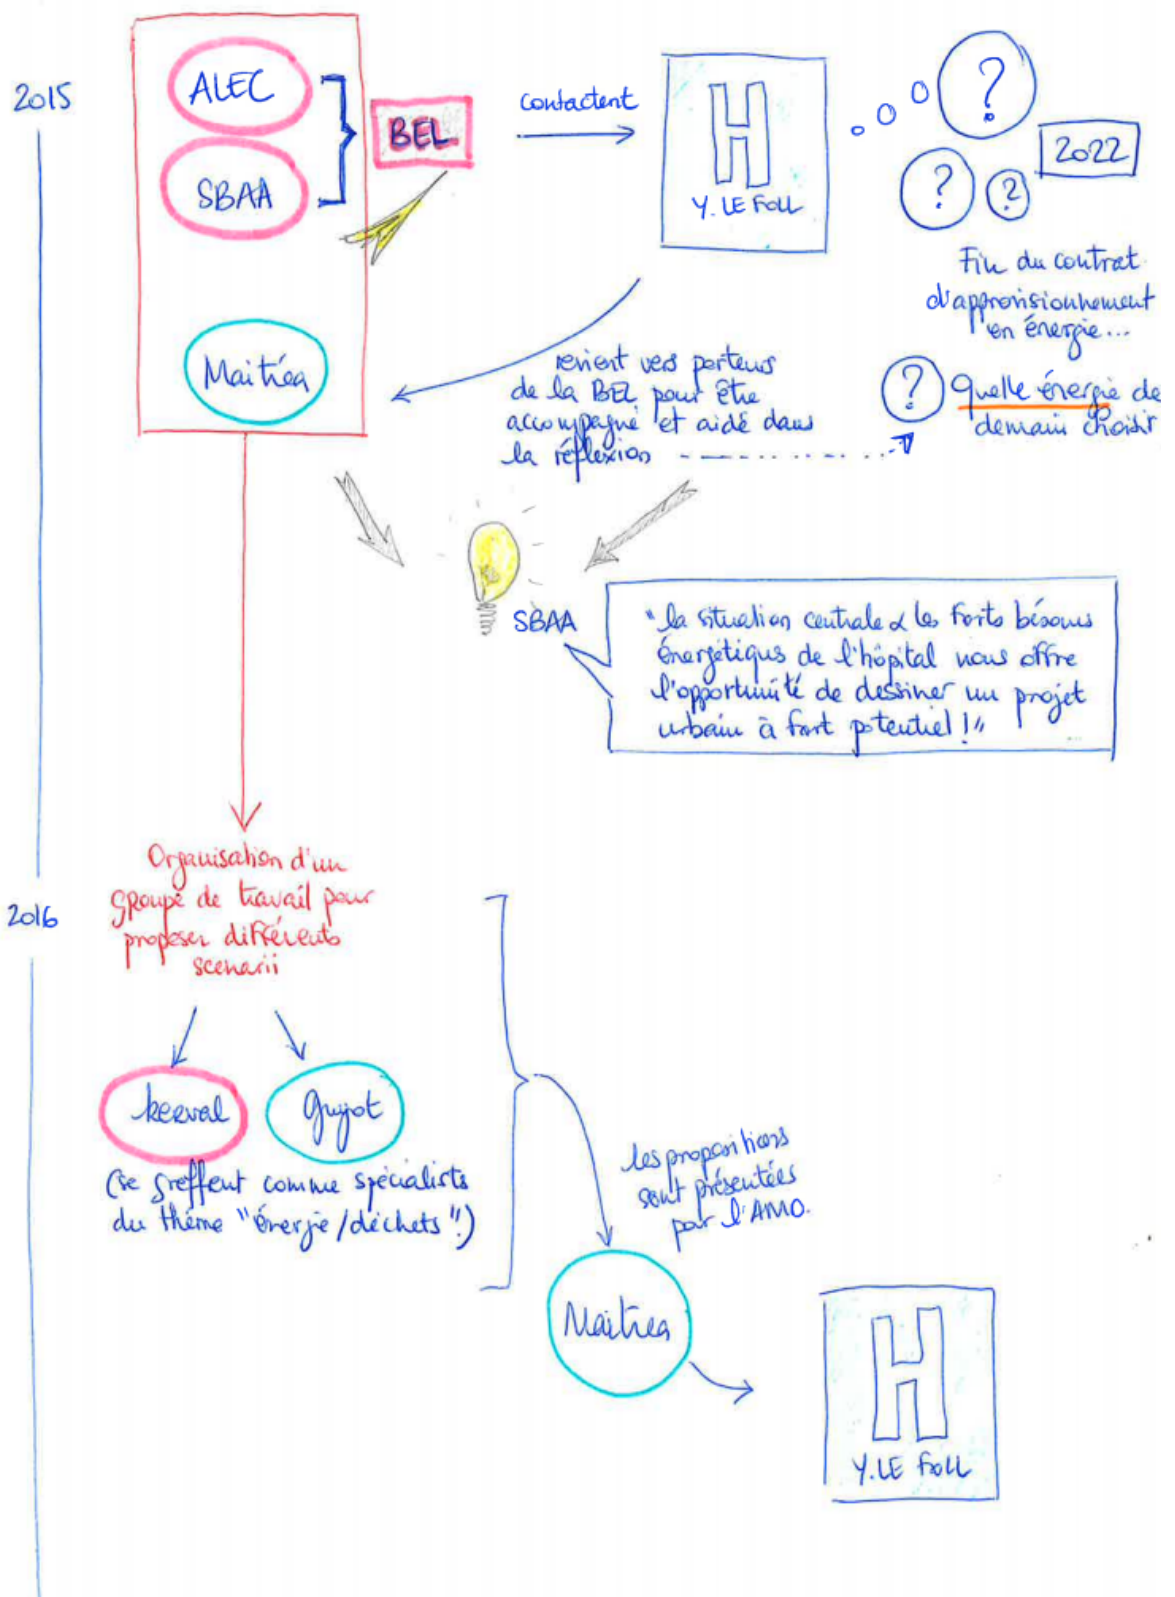 2015
ALEC
SBAA
BEL
contactent
H
Y. LE FOLL
?
?
?
2022
Fin du contrat
d'approvisionnement
en énergie...
Maitréa
revient vers porteurs
de la BEL pour être
accompagné et aidé dans
la réflexion
?
Quelle énergie de
demain choisir
SBAA
"la situation centrale & les forts bésoins
énergétiqus de l'hôpital nous offre
l'opportunité de dessiner un projet
urbain à fort potentiel !"
2016
Organisation d'un
groupe de travail pour
proposer différents
scenarii
kerval
Guyot
(se greffent comme spécialists
du thème "énergie/déchets")
les propositions
sont présentées
par l'AMO.
Maitrea
H
Y. LE FOLL